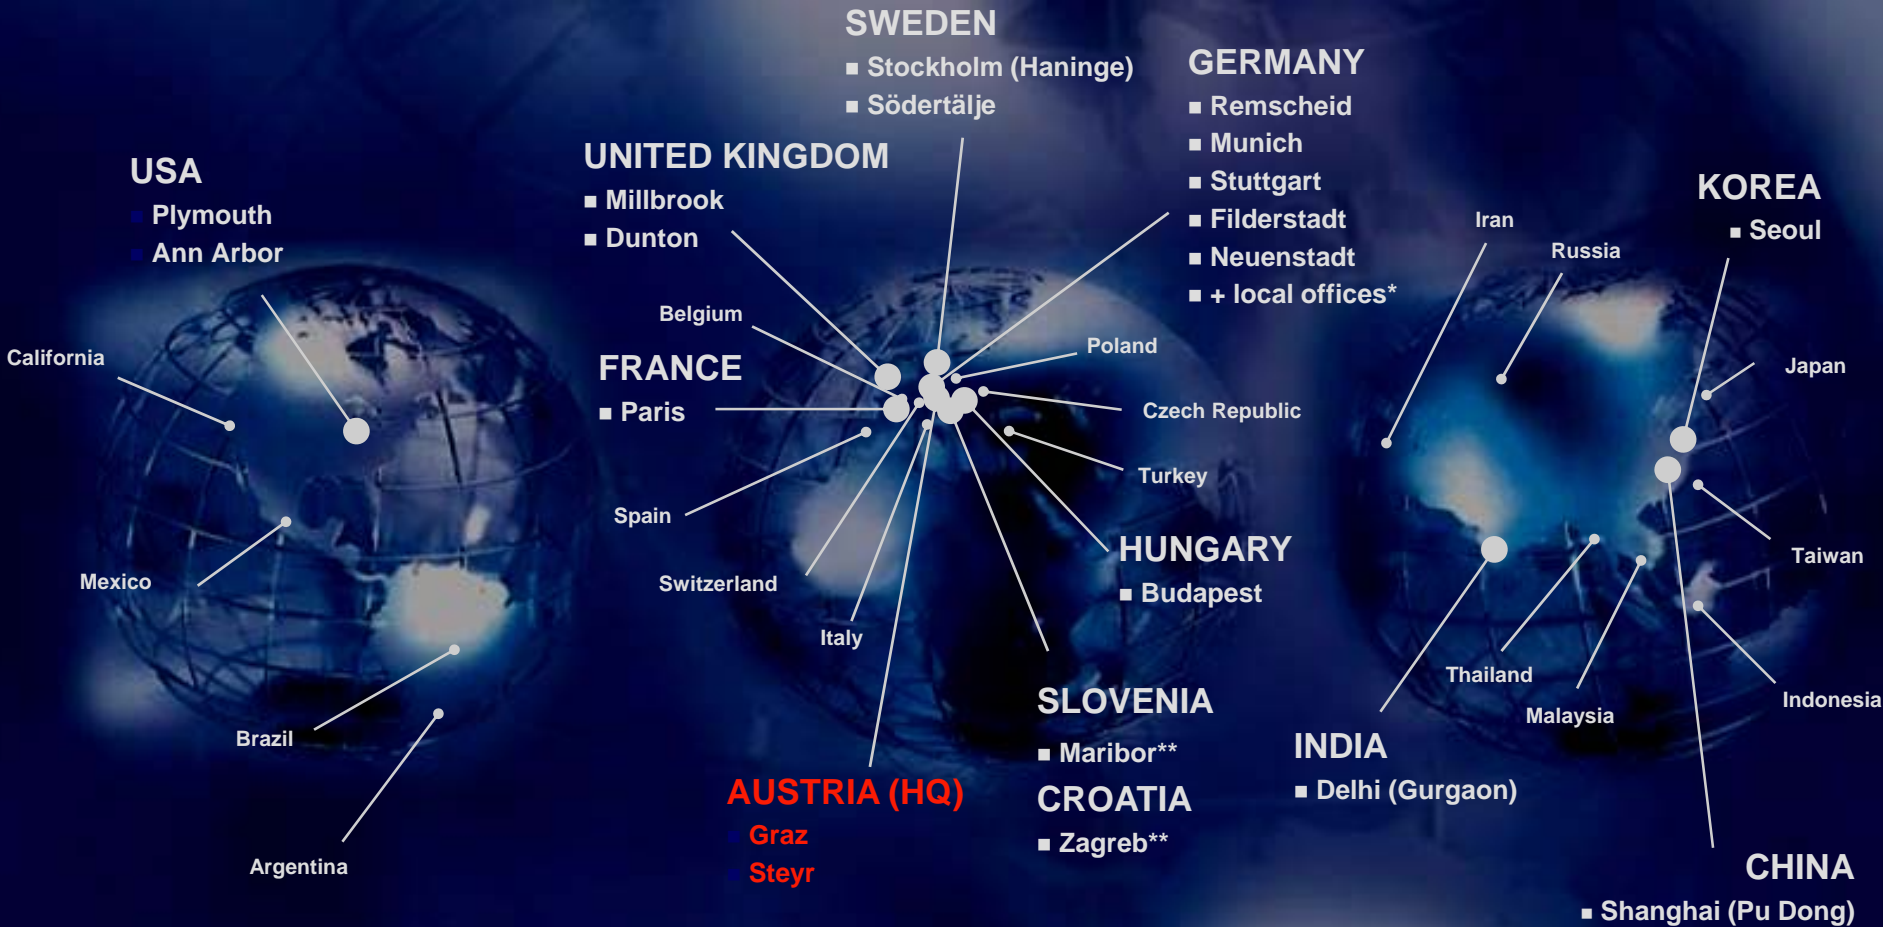 SWEDEN
■ Stockholm (Haninge)
■ Södertälje
GERMANY
■ Remscheid
■ Munich
■ Stuttgart
■ Filderstadt
■ Neuenstadt
■ + local offices*
UNITED KINGDOM
■ Millbrook
■ Dunton
USA
■ Plymouth
■ Ann Arbor
KOREA
■ Seoul
Iran
Russia
Belgium
Poland
California
FRANCE
■ Paris
Japan
Czech Republic
Turkey
Spain
HUNGARY
■ Budapest
Taiwan
Mexico
Switzerland
Italy
Thailand
Indonesia
Malaysia
SLOVENIA
■ Maribor**
CROATIA
■ Zagreb**
INDIA
■ Delhi (Gurgaon)
Brazil
AUSTRIA (HQ)
■ Graz
■ Steyr
Argentina
CHINA
■ Shanghai (Pu Dong)